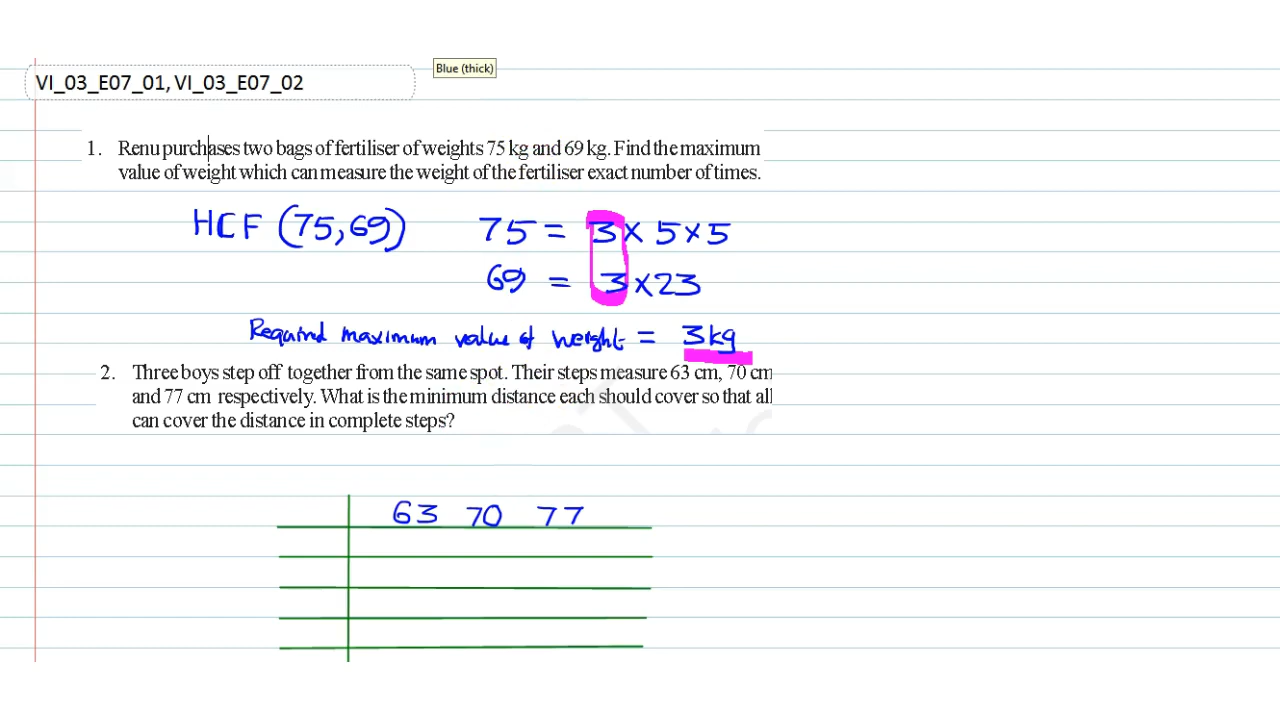 Blue (thick)
VI_03_E07_01, VI_03_E07_02
1. Renu purchases two bags of fertiliser of weights 75 kg and 69 kg. Find the maximum
value of weight which can measure the weight of the fertiliser exact number of times.
HCF (75,69) 75 = 3 × 5 × 5
69 = 3 × 23
Required maximum value of weight = 3 kg
2. Three boys step off together from the same spot. Their steps measure 63 cm, 70 cm
and 77 cm respectively. What is the minimum distance each should cover so that all
can cover the distance in complete steps?
63 70 77